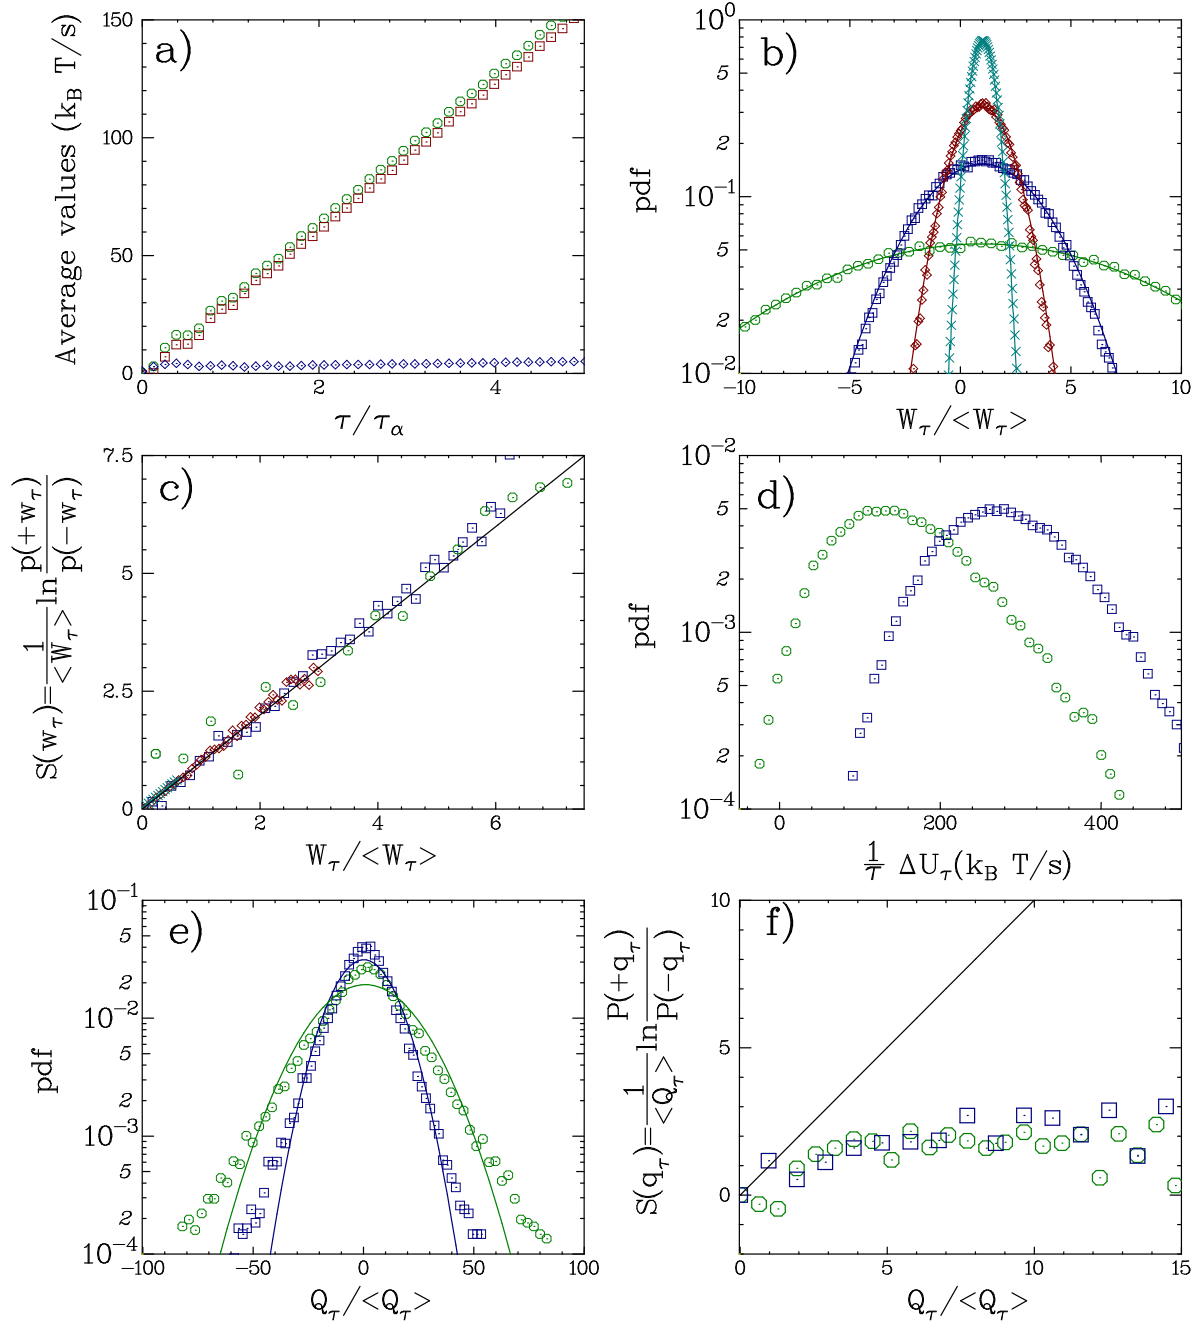 a)
Average values (k_B T/s)
150
100
50
0
0 2 4
τ/τ_α
b)
pdf
10^0
5
2
10^-1
5
2
10^-2
-10 -5 0 5 10
W_τ/<W_τ>
c)
S(w_τ)=1/<W_τ> ln p(+w_τ)/p(-w_τ)
7.5
5
2.5
0
0 2 4 6
W_τ/<W_τ>
d)
pdf
10^-2
5
2
10^-3
5
2
10^-4
0 200 400
1/τ ΔU_τ(k_B T/s)
e)
pdf
10^-1
5
2
10^-2
5
2
10^-3
5
2
10^-4
-100 -50 0 50 100
Q_τ/<Q_τ>
f)
S(q_τ)=1/<Q_τ> ln P(+q_τ)/P(-q_τ)
10
5
0
0 5 10 15
Q_τ/<Q_τ>